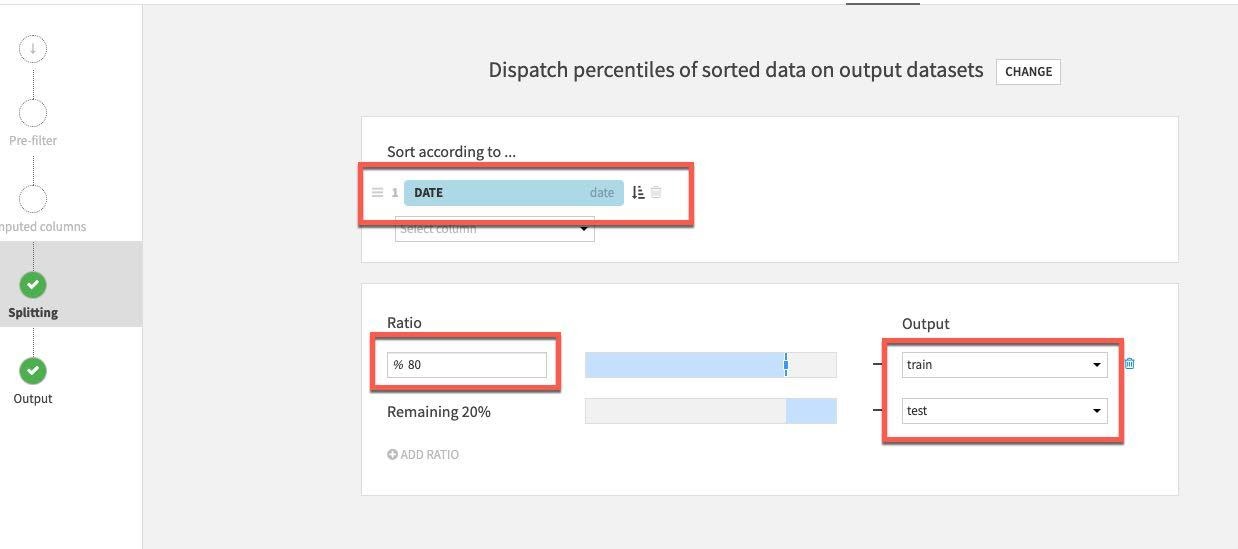 Dispatch percentiles of sorted data on output datasets CHANGE
Pre-filter
mputed columns
Splitting
Output
Sort according to ...
1 DATE date
Select column
Ratio Output
% 80 train
Remaining 20% test
ADD RATIO